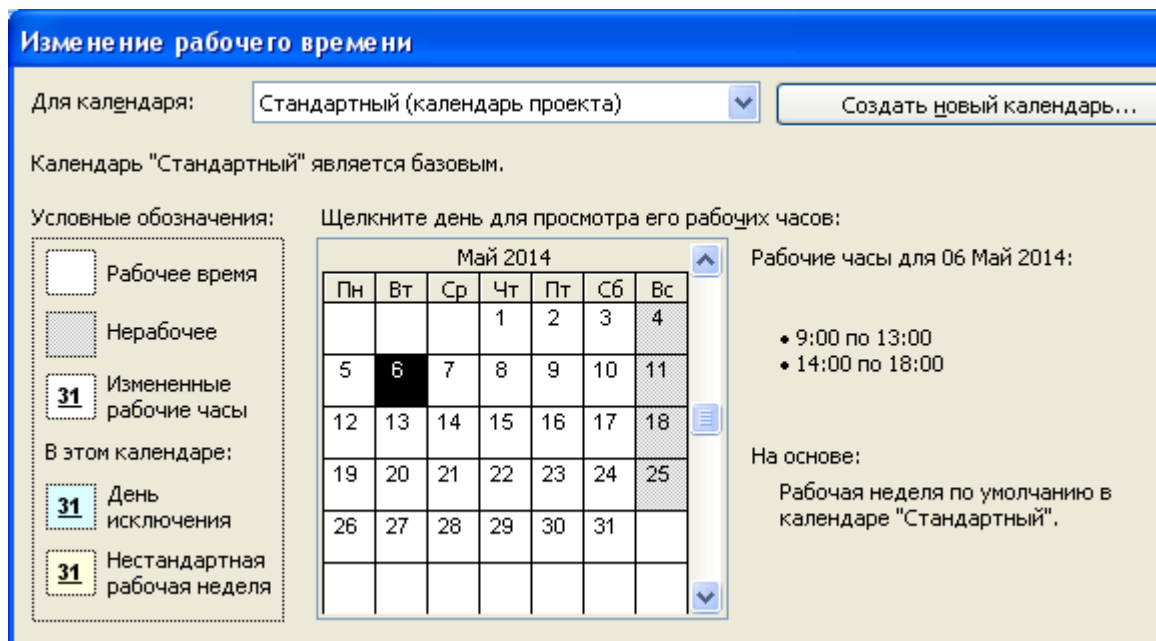 Изменение рабочего времени
Для календаря:
Стандартный (календарь проекта)
Создать новый календарь...
Календарь "Стандартный" является базовым.
Условные обозначения:
Рабочее время
Нерабочее
31
Измененные
рабочие часы
В этом календаре:
31
День
исключения
31
Нестандартная
рабочая неделя
Щелкните день для просмотра его рабочих часов:
Май 2014
Пн Вт Ср Чт Пт Сб Вс
1 2 3 4
5 6 7 8 9 10 11
12 13 14 15 16 17 18
19 20 21 22 23 24 25
26 27 28 29 30 31
Рабочие часы для 06 Май 2014:
• 9:00 по 13:00
• 14:00 по 18:00
На основе:
Рабочая неделя по умолчанию в
календаре "Стандартный".